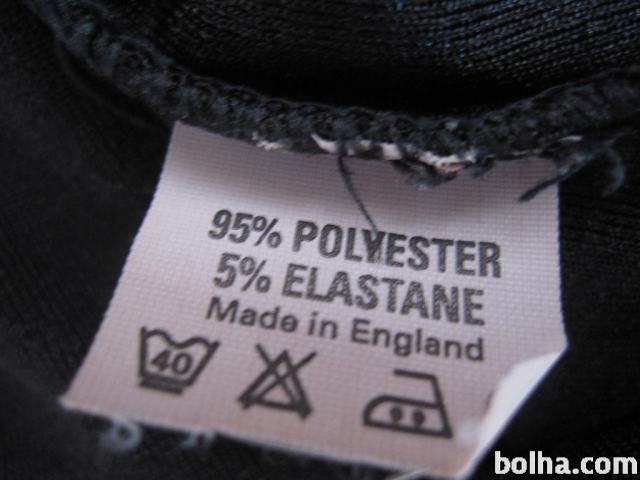 95% POLYESTER
5% ELASTANE
Made in England
40
bolha.com